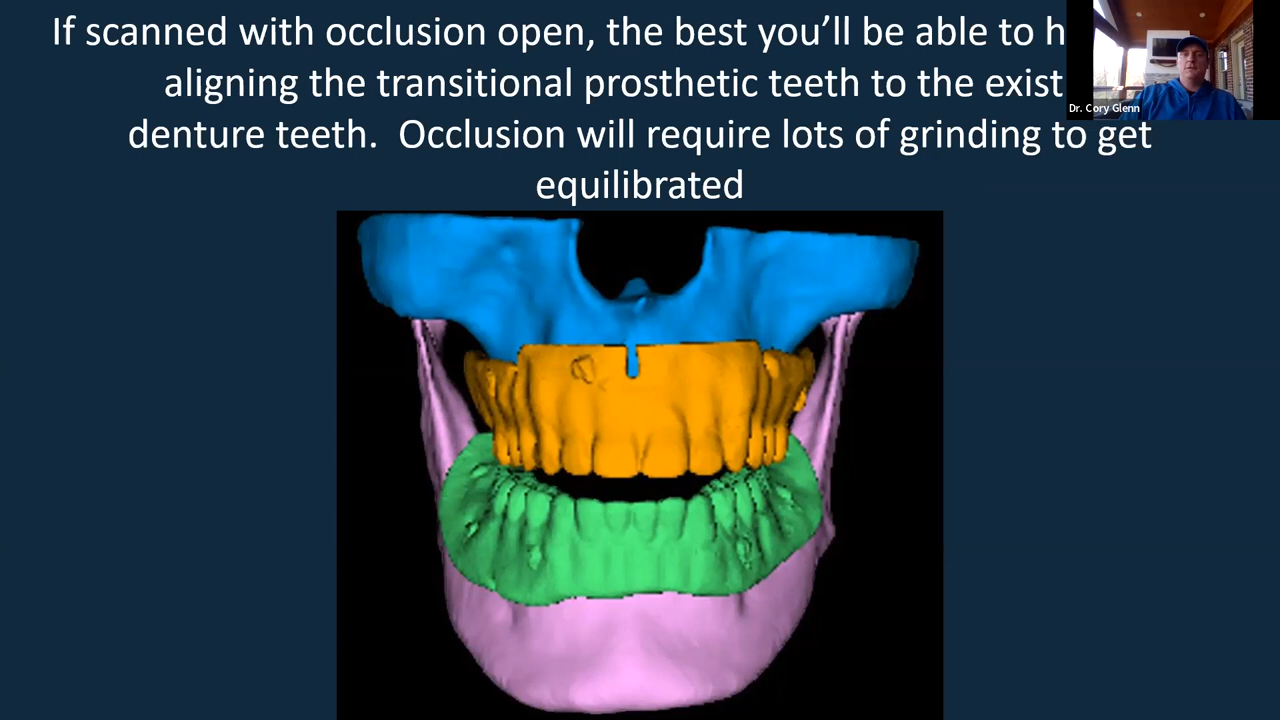 If scanned with occlusion open, the best you'll be able to h
aligning the transitional prosthetic teeth to the exist
denture teeth.  Occlusion will require lots of grinding to get
equilibrated
Dr. Cory Glenn